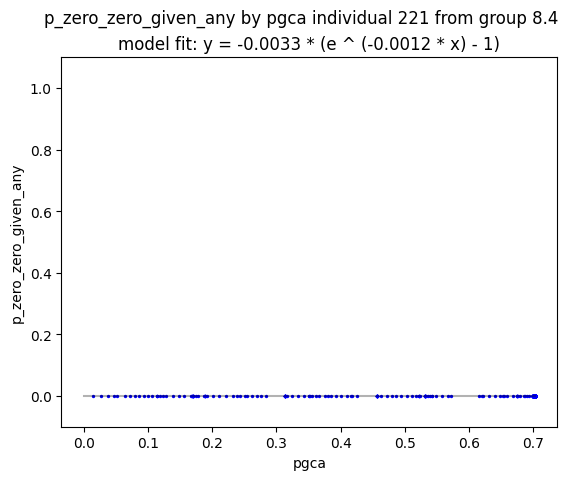 p_zero_zero_given_any by pgca individual 221 from group 8.4
model fit: y = -0.0033 * (e ^ (-0.0012 * x) - 1)
1.0
0.8
0.6
0.4
0.2
0.0
p_zero_zero_given_any
0.0 0.1 0.2 0.3 0.4 0.5 0.6 0.7
pgca